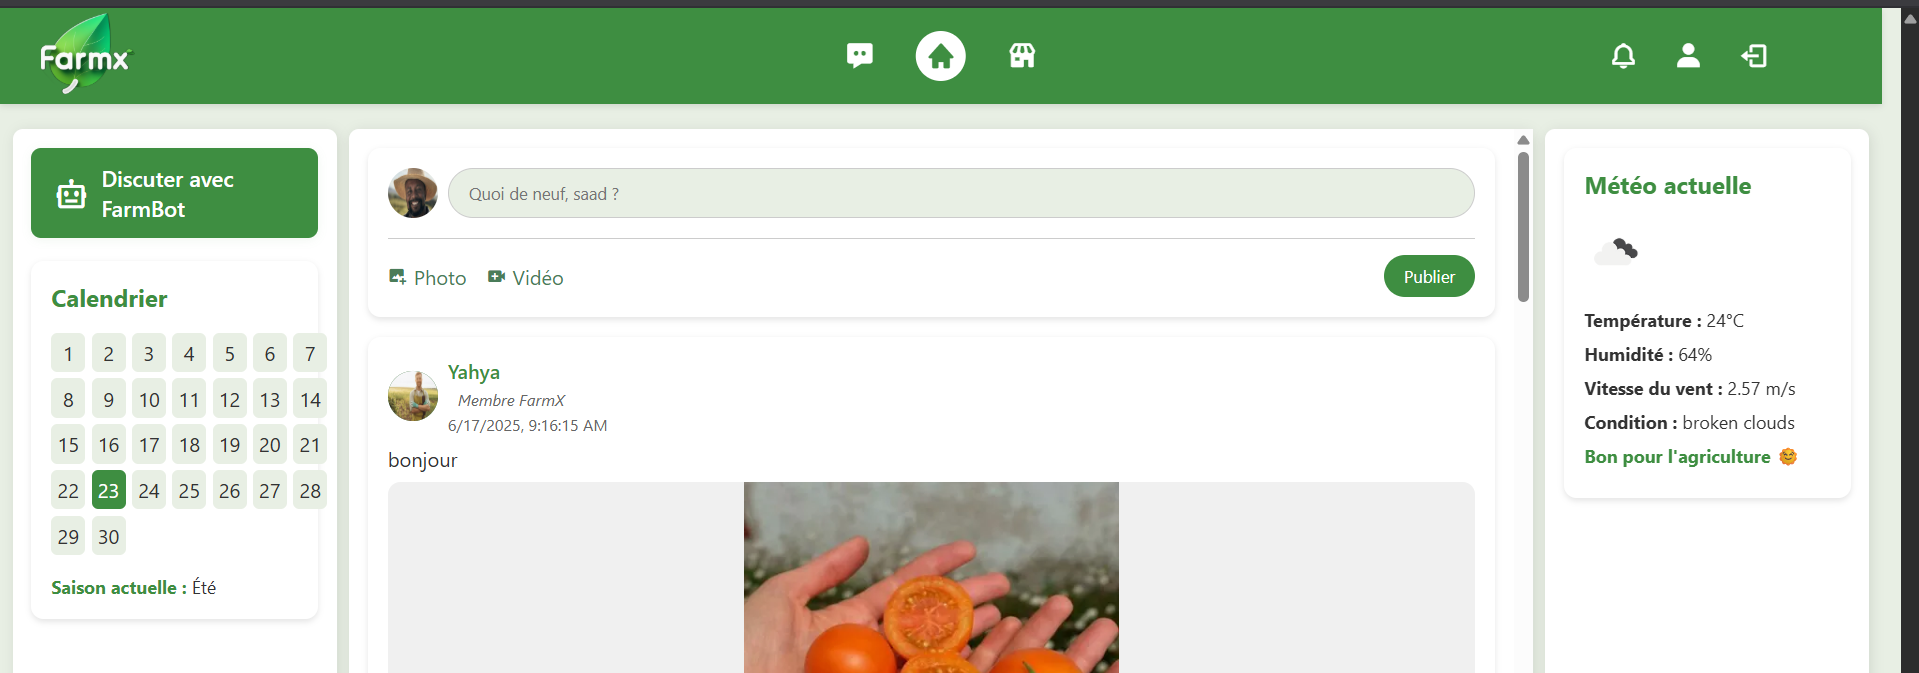 Farmx
Discuter avec
FarmBot
Calendrier
1 2 3 4 5 6 7
8 9 10 11 12 13 14
15 16 17 18 19 20 21
22 23 24 25 26 27 28
29 30
Saison actuelle : Été
Quoi de neuf, saad ?
Photo Vidéo Publier
Yahya
Membre FarmX
6/17/2025, 9:16:15 AM
bonjour
Météo actuelle
Température : 24°C
Humidité : 64%
Vitesse du vent : 2.57 m/s
Condition : broken clouds
Bon pour l'agriculture 🌞